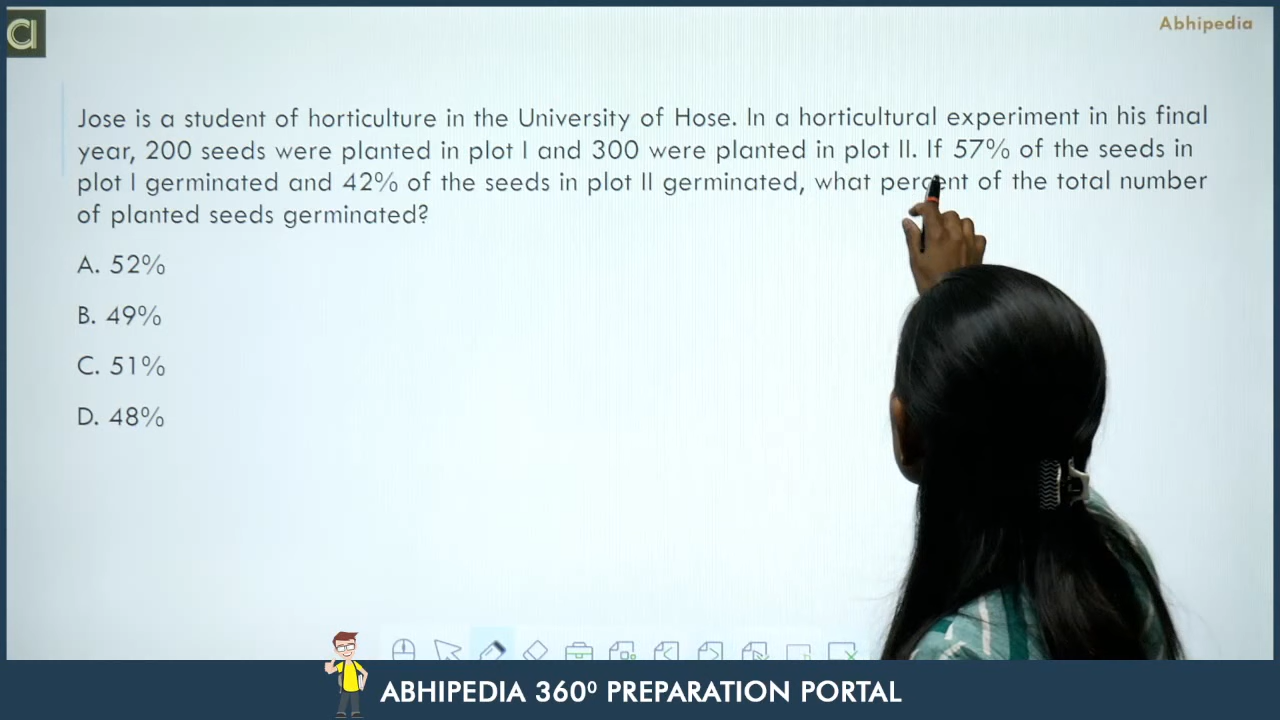 Abhipedia
Jose is a student of horticulture in the University of Hose. In a horticultural experiment in his final
year, 200 seeds were planted in plot I and 300 were planted in plot II. If 57% of the seeds in
plot I germinated and 42% of the seeds in plot II germinated, what percent of the total number
of planted seeds germinated?
A. 52%
B. 49%
C. 51%
D. 48%
ABHIPEDIA 360⁰ PREPARATION PORTAL